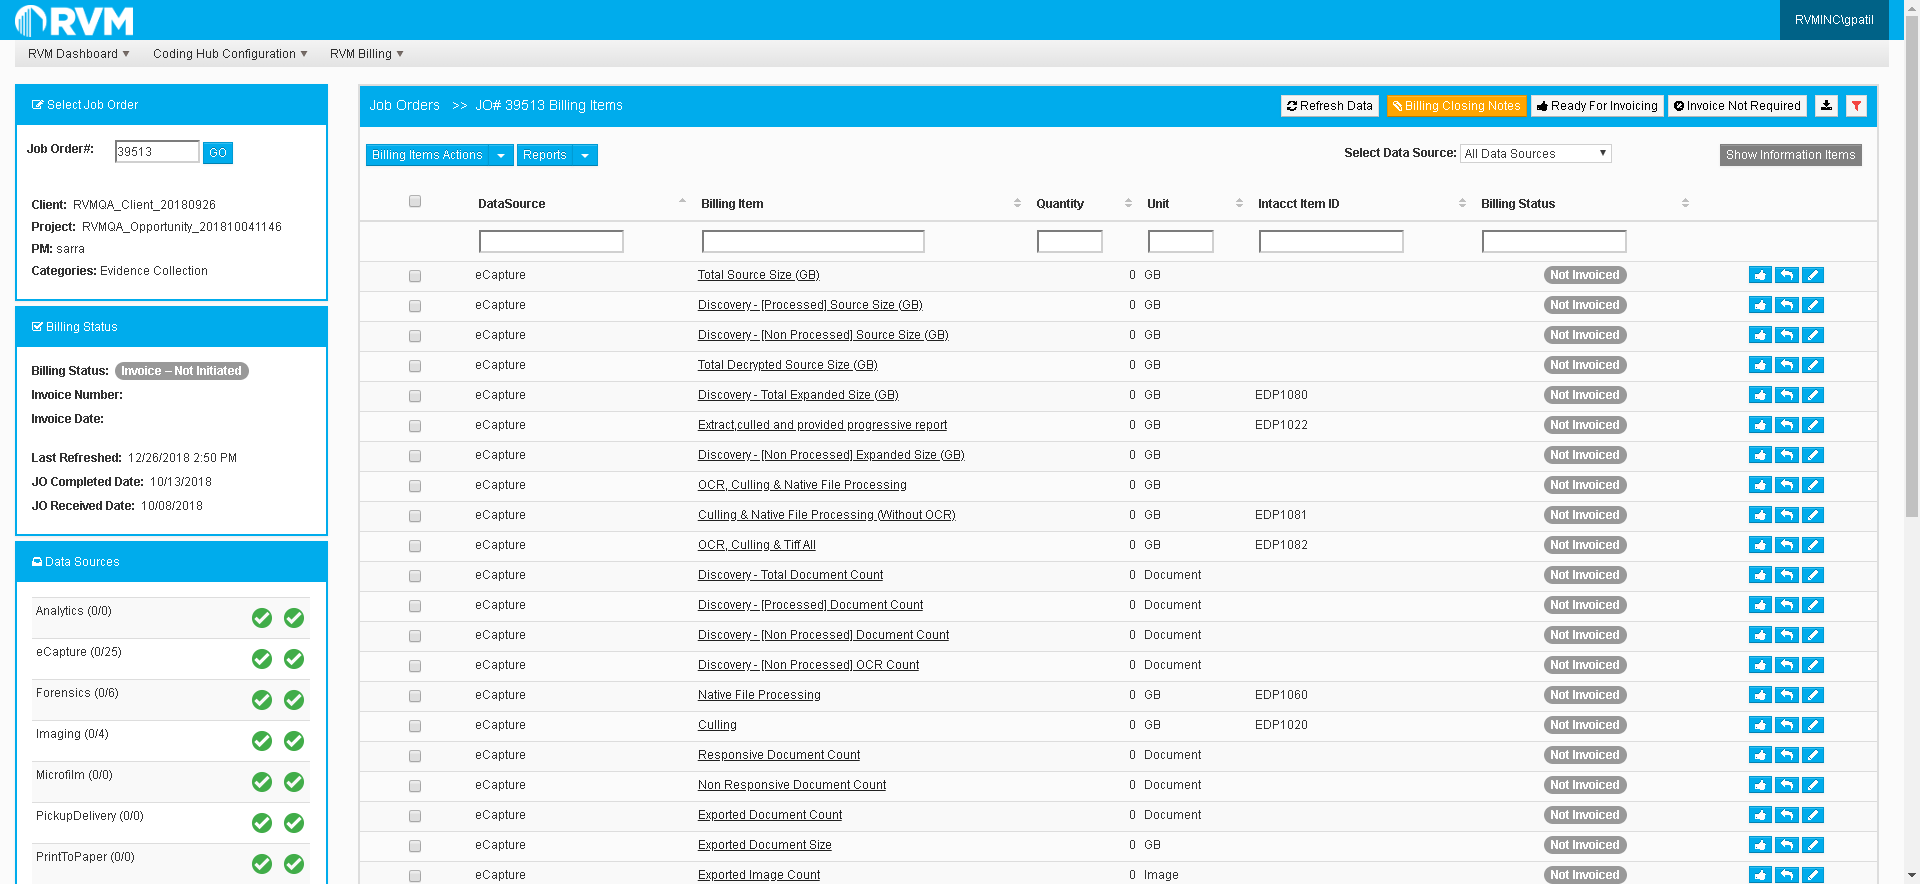 RVM
RVMINC\gpatil
RVM Dashboard Coding Hub Configuration RVM Billing
Select Job Order
Job Order#: 39513 GO
Client: RVMQA_Client_20180926
Project: RVMQA_Opportunity_201810041146
PM: sarra
Categories: Evidence Collection
Billing Status
Billing Status: Invoice – Not Initiated
Invoice Number:
Invoice Date:
Last Refreshed: 12/26/2018 2:50 PM
JO Completed Date: 10/13/2018
JO Received Date: 10/08/2018
Data Sources
Analytics (0/0)
eCapture (0/25)
Forensics (0/6)
Imaging (0/4)
Microfilm (0/0)
PickupDelivery (0/0)
PrintToPaper (0/0)
Job Orders >> JO# 39513 Billing Items
Refresh Data Billing Closing Notes Ready For Invoicing Invoice Not Required
Billing Items Actions Reports Select Data Source: All Data Sources Show Information Items
DataSource Billing Item Quantity Unit Intacct Item ID Billing Status
eCapture Total Source Size (GB) 0 GB Not Invoiced
eCapture Discovery - [Processed] Source Size (GB) 0 GB Not Invoiced
eCapture Discovery - [Non Processed] Source Size (GB) 0 GB Not Invoiced
eCapture Total Decrypted Source Size (GB) 0 GB Not Invoiced
eCapture Discovery - Total Expanded Size (GB) 0 GB EDP1080 Not Invoiced
eCapture Extract,culled and provided progressive report 0 GB EDP1022 Not Invoiced
eCapture Discovery - [Non Processed] Expanded Size (GB) 0 GB Not Invoiced
eCapture OCR, Culling & Native File Processing 0 GB Not Invoiced
eCapture Culling & Native File Processing (Without OCR) 0 GB EDP1081 Not Invoiced
eCapture OCR, Culling & Tiff All 0 GB EDP1082 Not Invoiced
eCapture Discovery - Total Document Count 0 Document Not Invoiced
eCapture Discovery - [Processed] Document Count 0 Document Not Invoiced
eCapture Discovery - [Non Processed] Document Count 0 Document Not Invoiced
eCapture Discovery - [Non Processed] OCR Count 0 Document Not Invoiced
eCapture Native File Processing 0 GB EDP1060 Not Invoiced
eCapture Culling 0 GB EDP1020 Not Invoiced
eCapture Responsive Document Count 0 Document Not Invoiced
eCapture Non Responsive Document Count 0 Document Not Invoiced
eCapture Exported Document Count 0 Document Not Invoiced
eCapture Exported Document Size 0 GB Not Invoiced
eCapture Exported Image Count 0 Image Not Invoiced